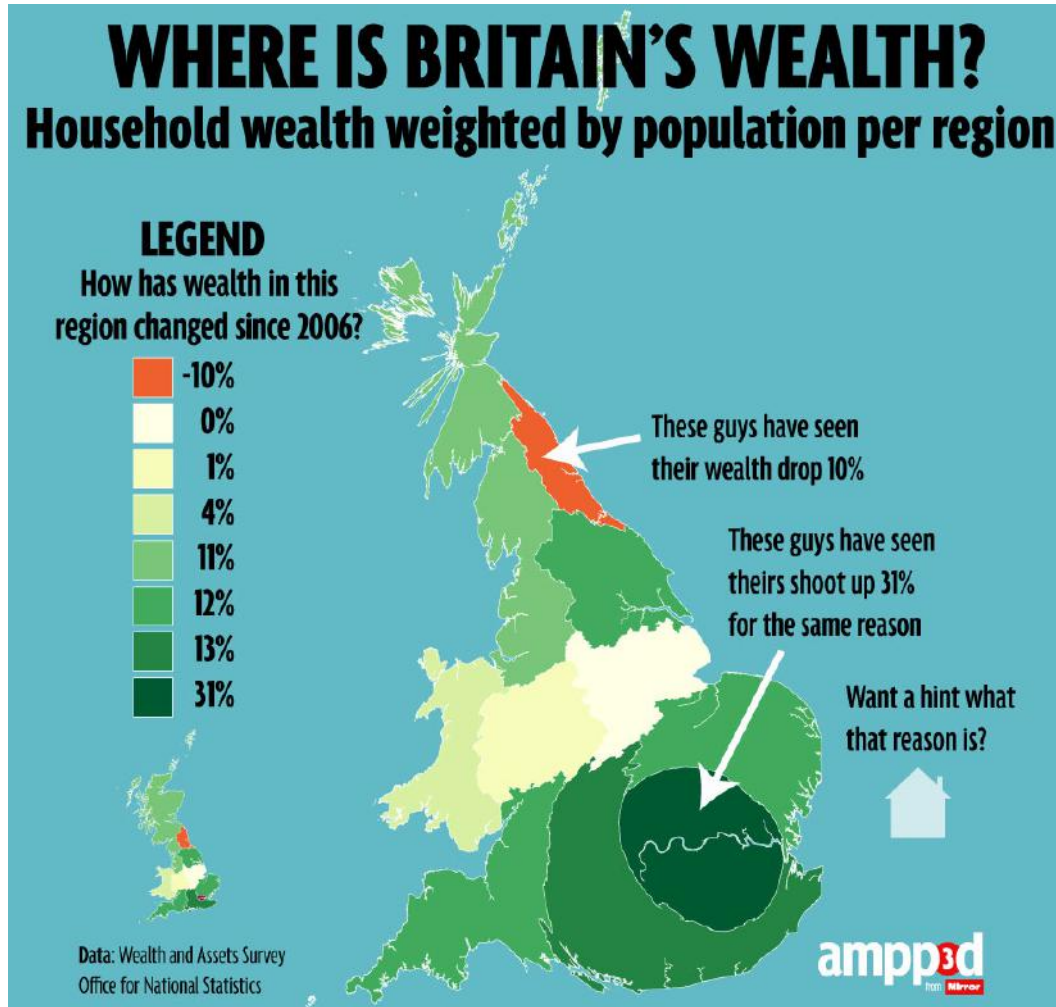 WHERE IS BRITAIN'S WEALTH?
Household wealth weighted by population per region
LEGEND
How has wealth in this
region changed since 2006?
-10%
0%
1%
4%
11%
12%
13%
31%
These guys have seen
their wealth drop 10%
These guys have seen
theirs shoot up 31%
for the same reason
Want a hint what
that reason is?
Data: Wealth and Assets Survey
Office for National Statistics
ampp3d
from Mirror